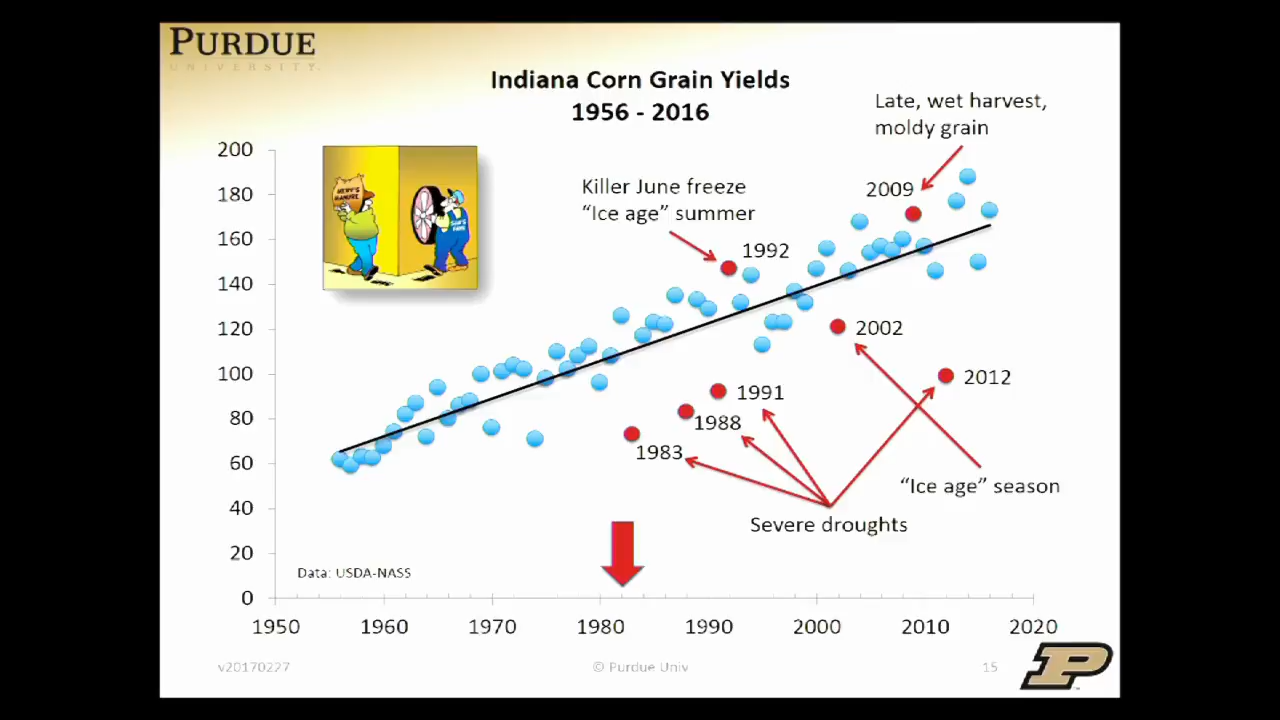 PURDUE
UNIVERSITY.
Indiana Corn Grain Yields
1956 - 2016
Late, wet harvest,
moldy grain
Killer June freeze
“Ice age” summer
200
180
160
140
120
100
80
60
40
20
0
2009
1992
2002
2012
1991
1988
1983
“Ice age” season
Severe droughts
Data: USDA-NASS
1950
1960
1970
1980
1990
2000
2010
2020
v20170227
© Purdue Univ
15
P